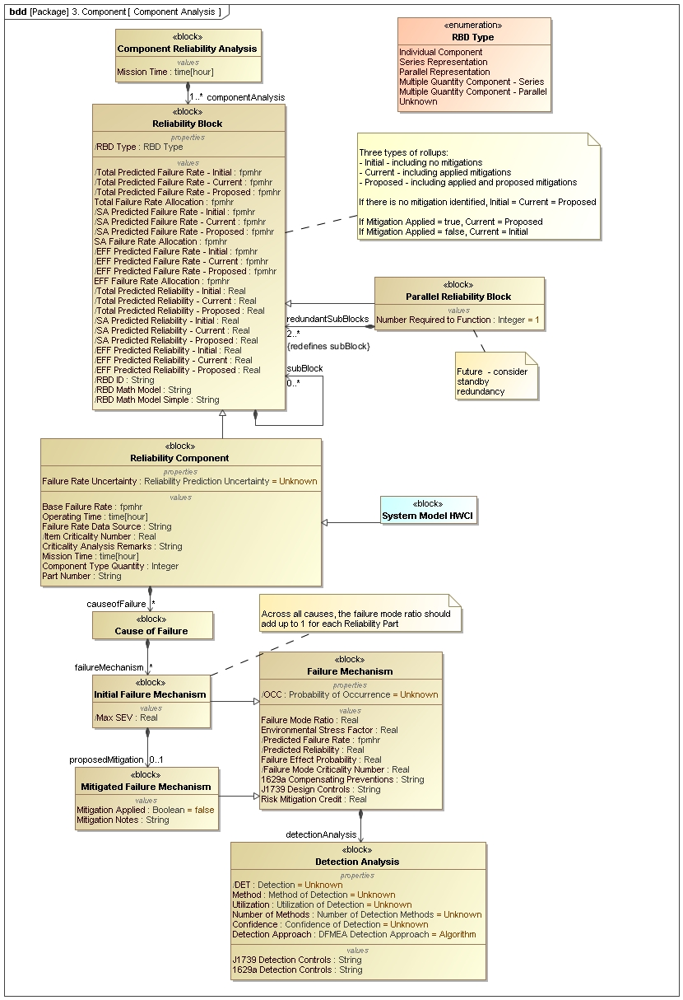 bdd [Package] 3. Component [ Component Analysis ]
«block»
Component Reliability Analysis
values
Mission Time : time[hour]
«enumeration»
RBD Type
Individual Component
Series Representation
Parallel Representation
Multiple Quantity Component - Series
Multiple Quantity Component - Parallel
Unknown
1..* componentAnalysis
«block»
Reliability Block
properties
/RBD Type : RBD Type
values
/Total Predicted Failure Rate - Initial : fpmhr
/Total Predicted Failure Rate - Current : fpmhr
/Total Predicted Failure Rate - Proposed : fpmhr
Total Failure Rate Allocation : fpmhr
/SA Predicted Failure Rate - Initial : fpmhr
/SA Predicted Failure Rate - Current : fpmhr
/SA Predicted Failure Rate - Proposed : fpmhr
SA Failure Rate Allocation : fpmhr
/EFF Predicted Failure Rate - Initial : fpmhr
/EFF Predicted Failure Rate - Current : fpmhr
/EFF Predicted Failure Rate - Proposed : fpmhr
EFF Failure Rate Allocation : fpmhr
/Total Predicted Reliability - Initial : Real
/Total Predicted Reliability - Current : Real
/Total Predicted Reliability - Proposed : Real
/SA Predicted Reliability - Initial : Real
/SA Predicted Reliability - Current : Real
/SA Predicted Reliability - Proposed : Real
/EFF Predicted Reliability - Initial : Real
/EFF Predicted Reliability - Current : Real
/EFF Predicted Reliability - Proposed : Real
/RBD ID : String
/RBD Math Model : String
/RBD Math Model Simple : String
Three types of rollups:
- Initial - including no mitigations
- Current - including applied mitigations
- Proposed - including applied and proposed mitigations
If there is no mitigation identified, Initial = Current = Proposed
If Mitigation Applied = true, Current = Proposed
If Mitigation Applied = false, Current = Initial
«block»
Parallel Reliability Block
values
Number Required to Function : Integer = 1
redundantSubBlocks
2..*
{redefines subBlock}
subBlock
0..*
Future - consider
standby
redundancy
«block»
Reliability Component
properties
Failure Rate Uncertainty : Reliability Prediction Uncertainty = Unknown
values
Base Failure Rate : fpmhr
Operating Time : time[hour]
Failure Rate Data Source : String
/Item Criticality Number : Real
Criticality Analysis Remarks : String
Mission Time : time[hour]
Component Type Quantity : Integer
Part Number : String
«block»
System Model HWCI
causeofFailure *
«block»
Cause of Failure
Across all causes, the failure mode ratio should
add up to 1 for each Reliability Part
failureMechanism *
«block»
Initial Failure Mechanism
values
/Max SEV : Real
«block»
Failure Mechanism
properties
/OCC : Probability of Occurrence = Unknown
values
Failure Mode Ratio : Real
Environmental Stress Factor : Real
/Predicted Failure Rate : fpmhr
/Predicted Reliability : Real
Failure Effect Probability : Real
/Failure Mode Criticality Number : Real
1629a Compensating Preventions : String
J1739 Design Controls : String
Risk Mitigation Credit : Real
proposedMitigation 0..1
«block»
Mitigated Failure Mechanism
values
Mitigation Applied : Boolean = false
Mitigation Notes : String
detectionAnalysis
«block»
Detection Analysis
properties
/DET : Detection = Unknown
Method : Method of Detection = Unknown
Utilization : Utilization of Detection = Unknown
Number of Methods : Number of Detection Methods = Unknown
Confidence : Confidence of Detection = Unknown
Detection Approach : DFMEA Detection Approach = Algorithm
values
J1739 Detection Controls : String
1629a Detection Controls : String